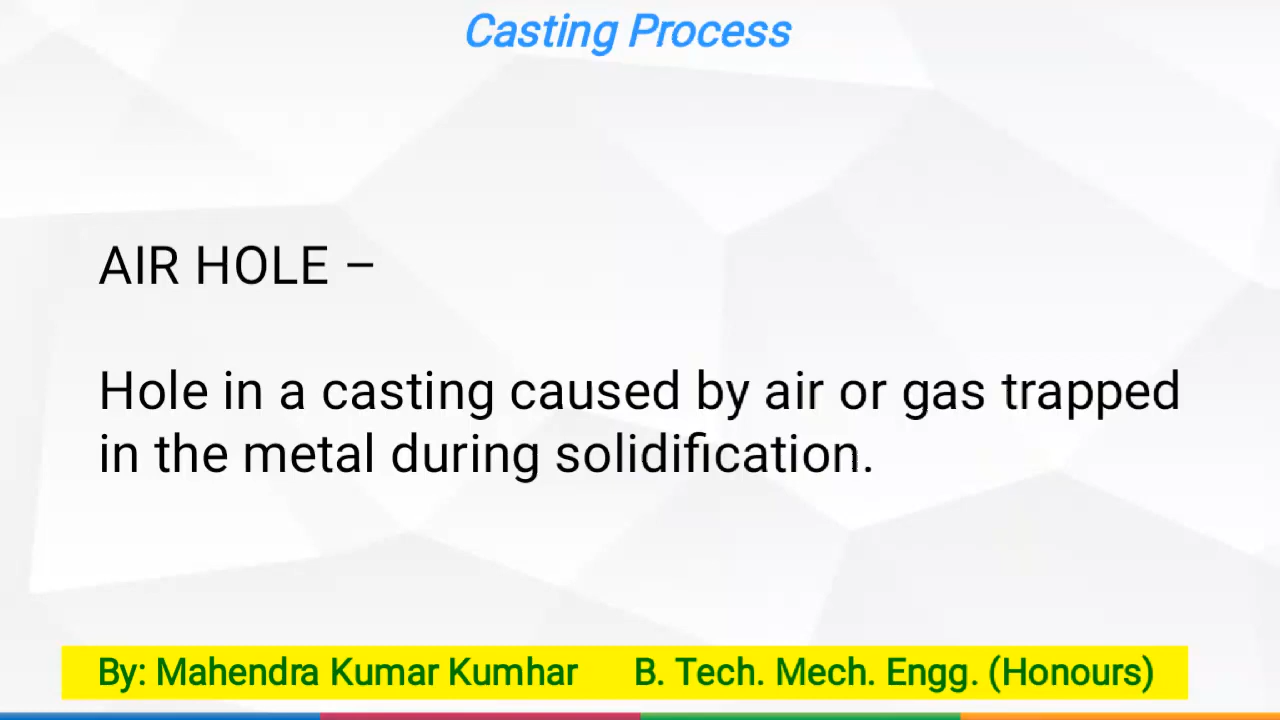 Casting Process
AIR HOLE –
Hole in a casting caused by air or gas trapped
in the metal during solidification.
By: Mahendra Kumar Kumhar B. Tech. Mech. Engg. (Honours)